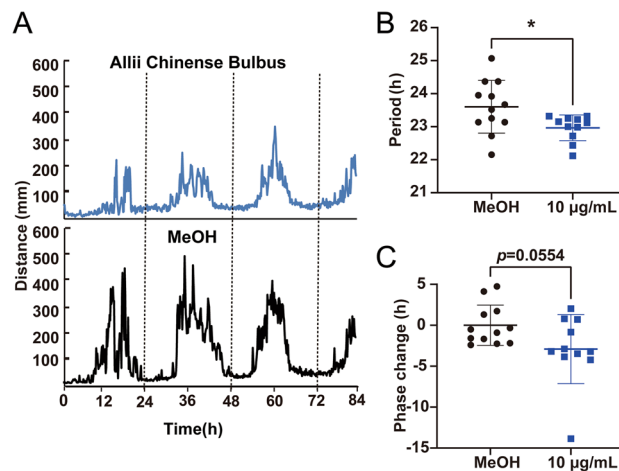 A
Allii Chinense Bulbus
600
500
400
300
200
100
0
MeOH
600
500
400
300
200
100
0
Distance (mm)
0 12 24 36 48 60 72 84
Time(h)
B
*
26
25
24
23
22
21
Period (h)
MeOH 10 µg/mL
C
p=0.0554
5
0
-5
-10
-15
Phase change (h)
MeOH 10 µg/mL